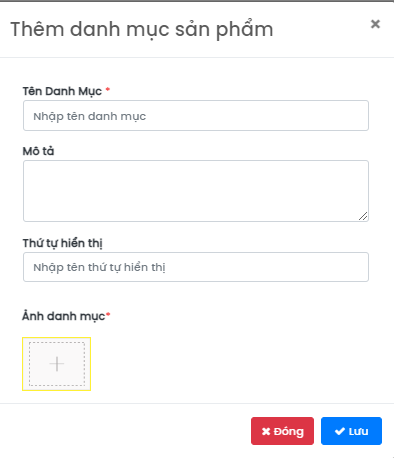 Thêm danh mục sản phẩm
Tên Danh Mục *
Nhập tên danh mục
Mô tả
Thứ tự hiển thị
Nhập tên thứ tự hiển thị
Ảnh danh mục*
Đóng
Lưu